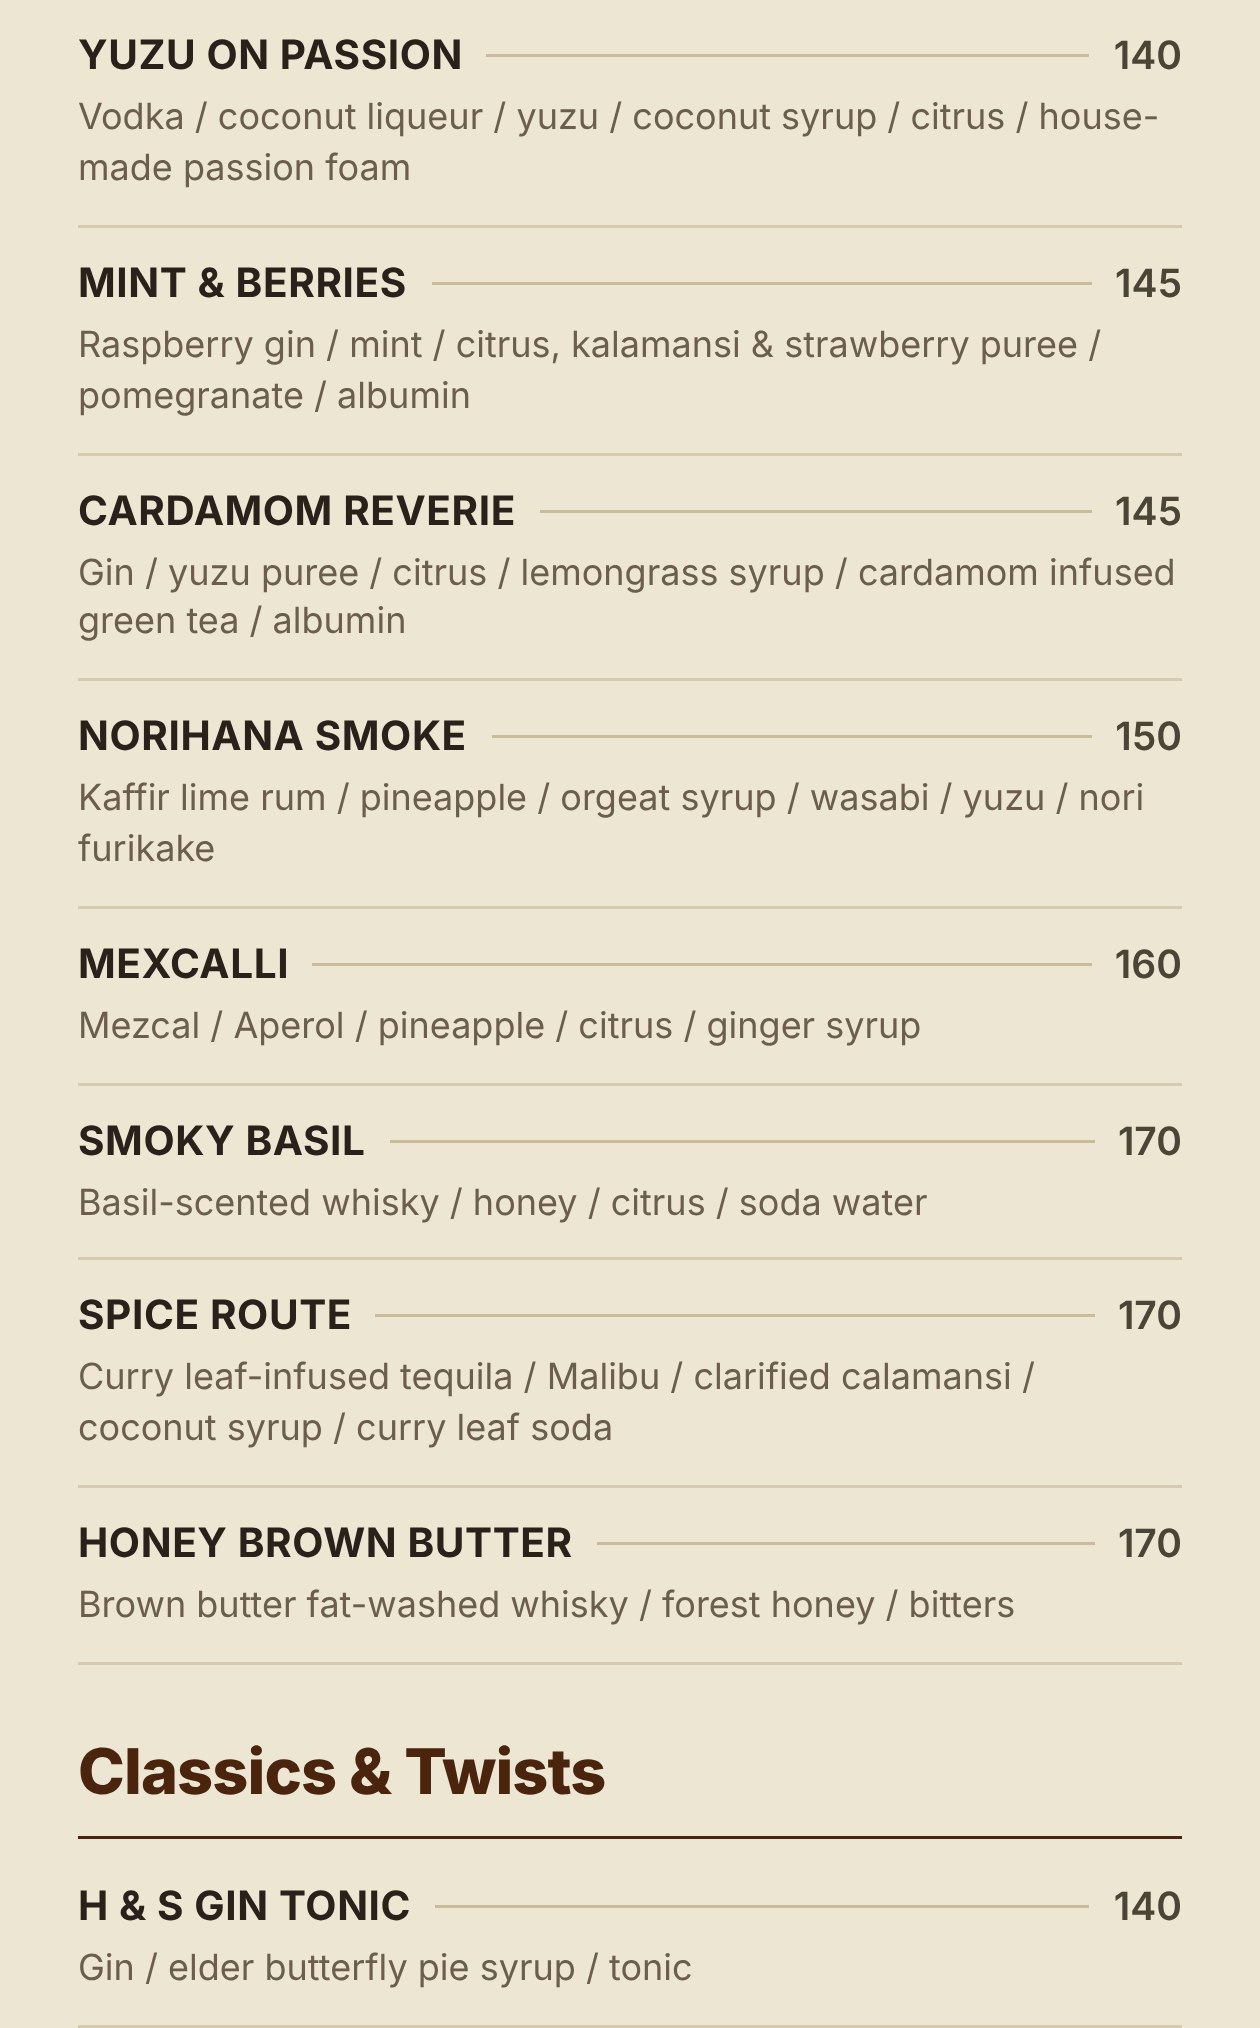 YUZU ON PASSION 140
Vodka / coconut liqueur / yuzu / coconut syrup / citrus / house-
made passion foam
MINT & BERRIES 145
Raspberry gin / mint / citrus, kalamansi & strawberry puree /
pomegranate / albumin
CARDAMOM REVERIE 145
Gin / yuzu puree / citrus / lemongrass syrup / cardamom infused
green tea / albumin
NORIHANA SMOKE 150
Kaffir lime rum / pineapple / orgeat syrup / wasabi / yuzu / nori
furikake
MEXCALLI 160
Mezcal / Aperol / pineapple / citrus / ginger syrup
SMOKY BASIL 170
Basil-scented whisky / honey / citrus / soda water
SPICE ROUTE 170
Curry leaf-infused tequila / Malibu / clarified calamansi /
coconut syrup / curry leaf soda
HONEY BROWN BUTTER 170
Brown butter fat-washed whisky / forest honey / bitters
Classics & Twists
H & S GIN TONIC 140
Gin / elder butterfly pie syrup / tonic